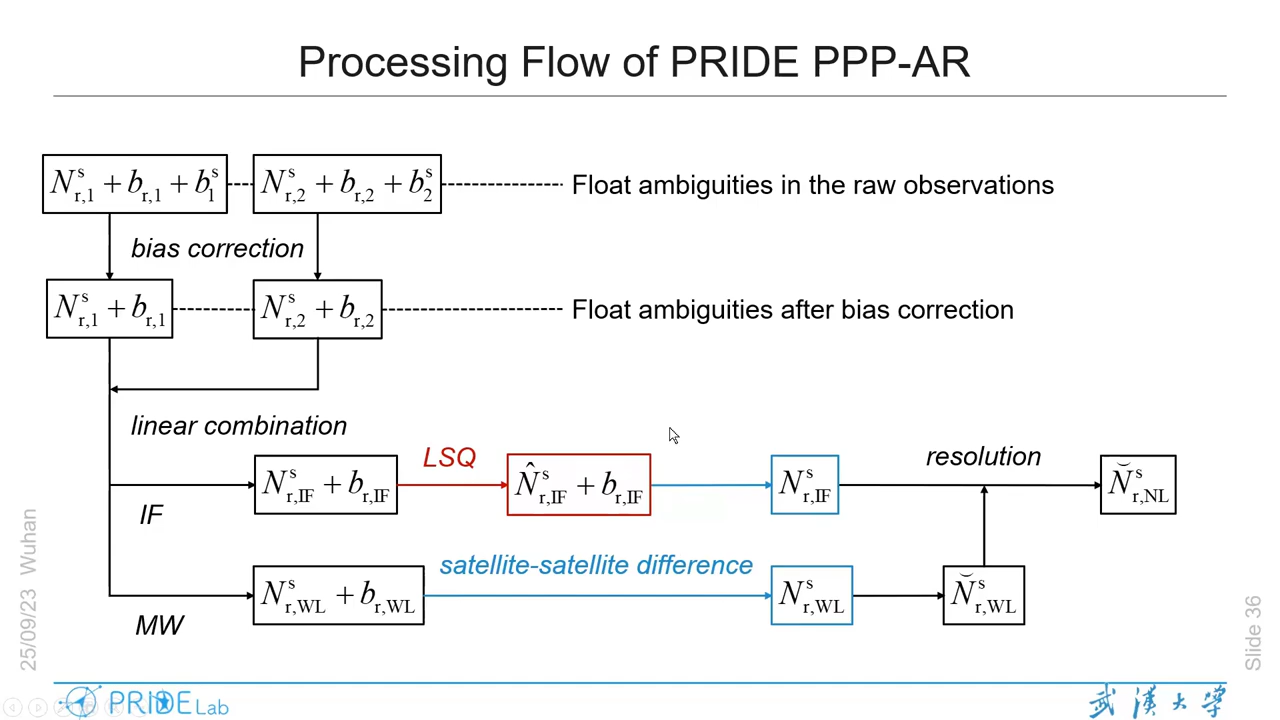 Processing Flow of PRIDE PPP-AR
N^s_{r,1} + b_{r,1} + b^s_1
N^s_{r,2} + b_{r,2} + b^s_2
Float ambiguities in the raw observations
bias correction
N^s_{r,1} + b_{r,1}
N^s_{r,2} + b_{r,2}
Float ambiguities after bias correction
linear combination
IF
N^s_{r,IF} + b_{r,IF}
LSQ
N̂^s_{r,IF} + b_{r,IF}
N^s_{r,IF}
resolution
N̆^s_{r,NL}
MW
N^s_{r,WL} + b_{r,WL}
satellite-satellite difference
N^s_{r,WL}
N̆^s_{r,WL}
25/09/23 Wuhan
Slide 36
PRIDE Lab
武漢大学